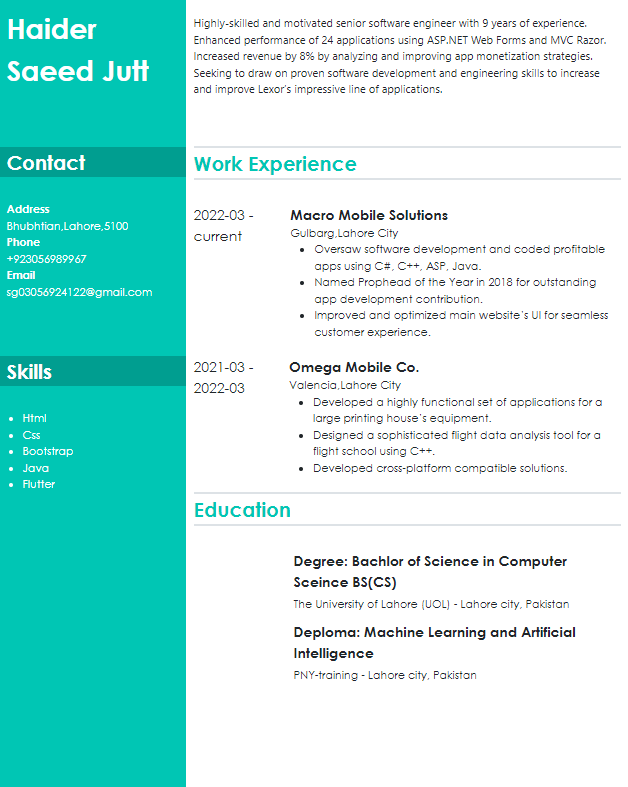 Haider
Saeed Jutt
Contact
Address
Bhubhtian,Lahore,5100
Phone
+923056989967
Email
sg03056924122@gmail.com
Skills
Html
Css
Bootstrap
Java
Flutter
Highly-skilled and motivated senior software engineer with 9 years of experience.
Enhanced performance of 24 applications using ASP.NET Web Forms and MVC Razor.
Increased revenue by 8% by analyzing and improving app monetization strategies.
Seeking to draw on proven software development and engineering skills to increase
and improve Lexor's impressive line of applications.
Work Experience
2022-03 -
current
Macro Mobile Solutions
Gulbarg,Lahore City
Oversaw software development and coded profitable
apps using C#, C++, ASP, Java.
Named Prophead of the Year in 2018 for outstanding
app development contribution.
Improved and optimized main website's UI for seamless
customer experience.
2021-03 -
2022-03
Omega Mobile Co.
Valencia,Lahore City
Developed a highly functional set of applications for a
large printing house's equipment.
Designed a sophisticated flight data analysis tool for a
flight school using C++.
Developed cross-platform compatible solutions.
Education
Degree: Bachlor of Science in Computer
Sceince BS(CS)
The University of Lahore (UOL) - Lahore city, Pakistan
Deploma: Machine Learning and Artificial
Intelligence
PNY-training - Lahore city, Pakistan